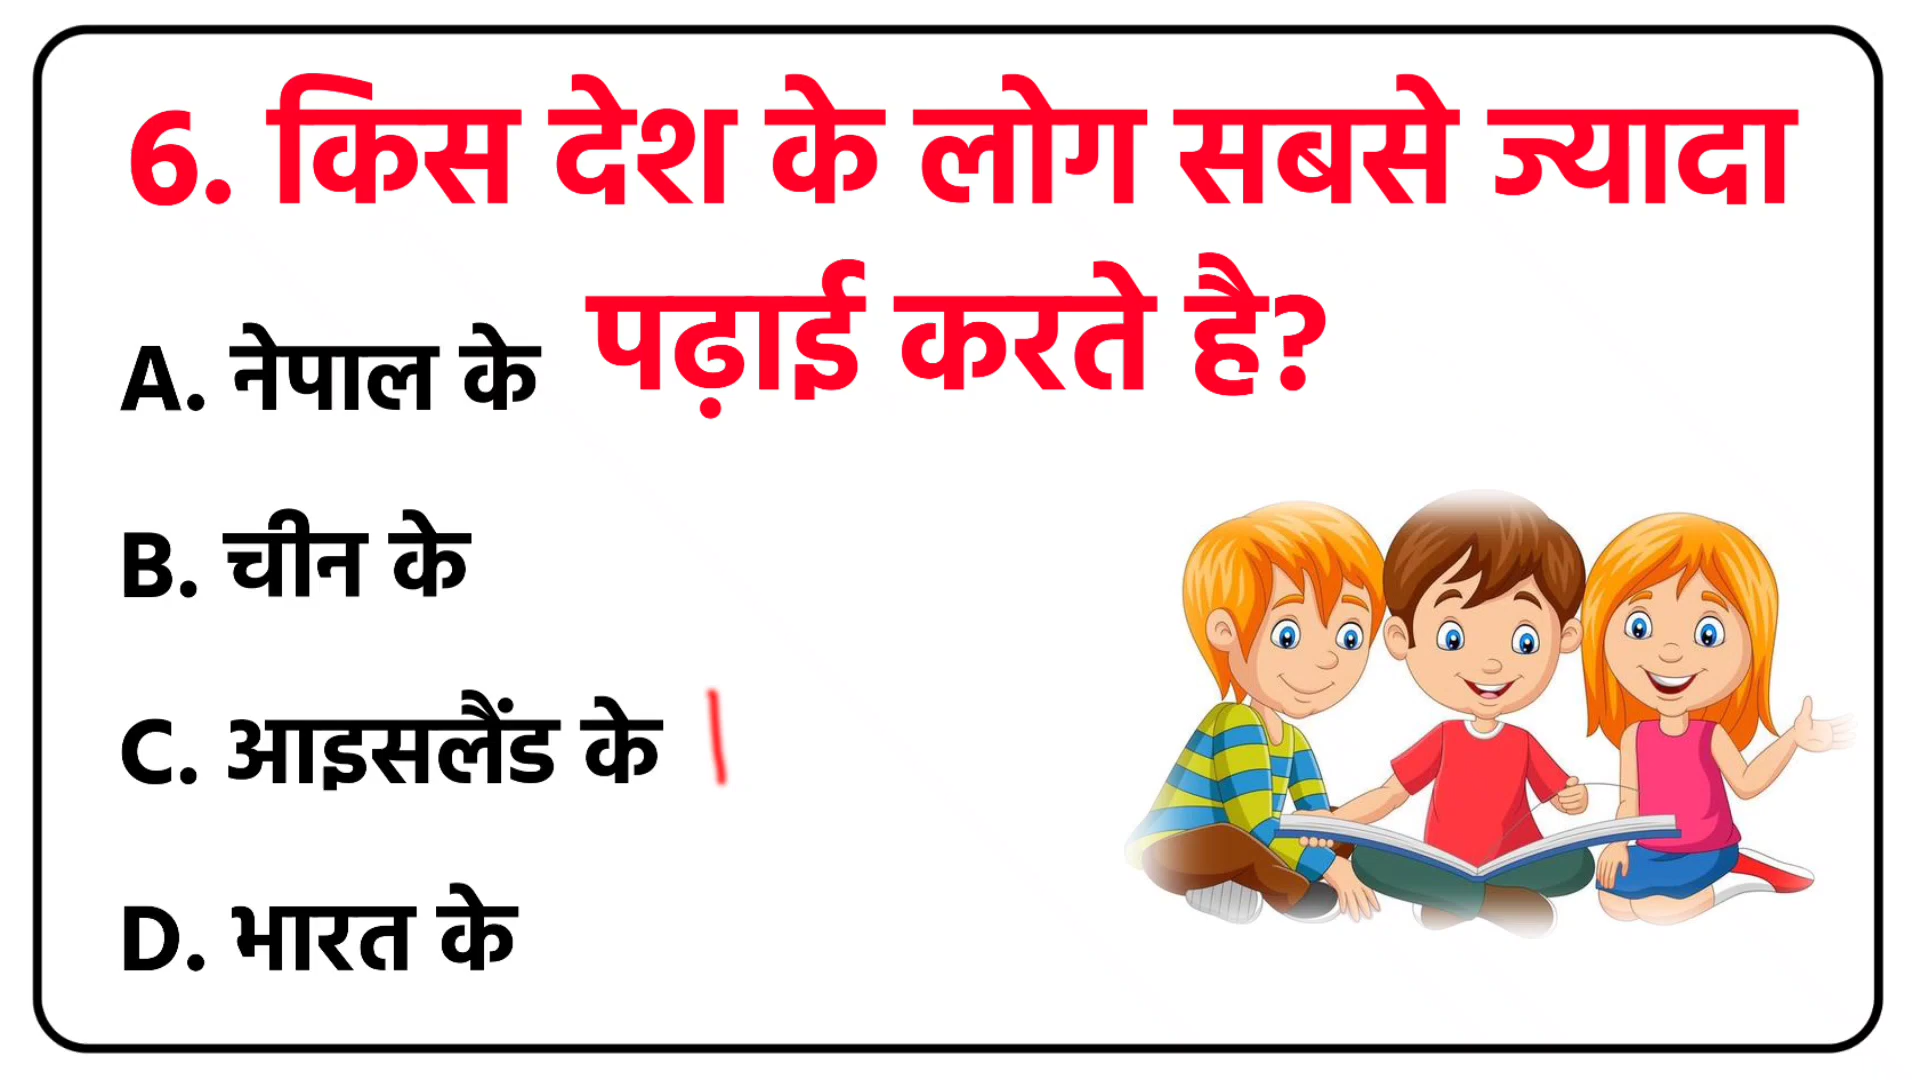 6. किस देश के लोग सबसे ज्यादा
पढ़ाई करते है?
A. नेपाल के
B. चीन के
C. आइसलैंड के
D. भारत के